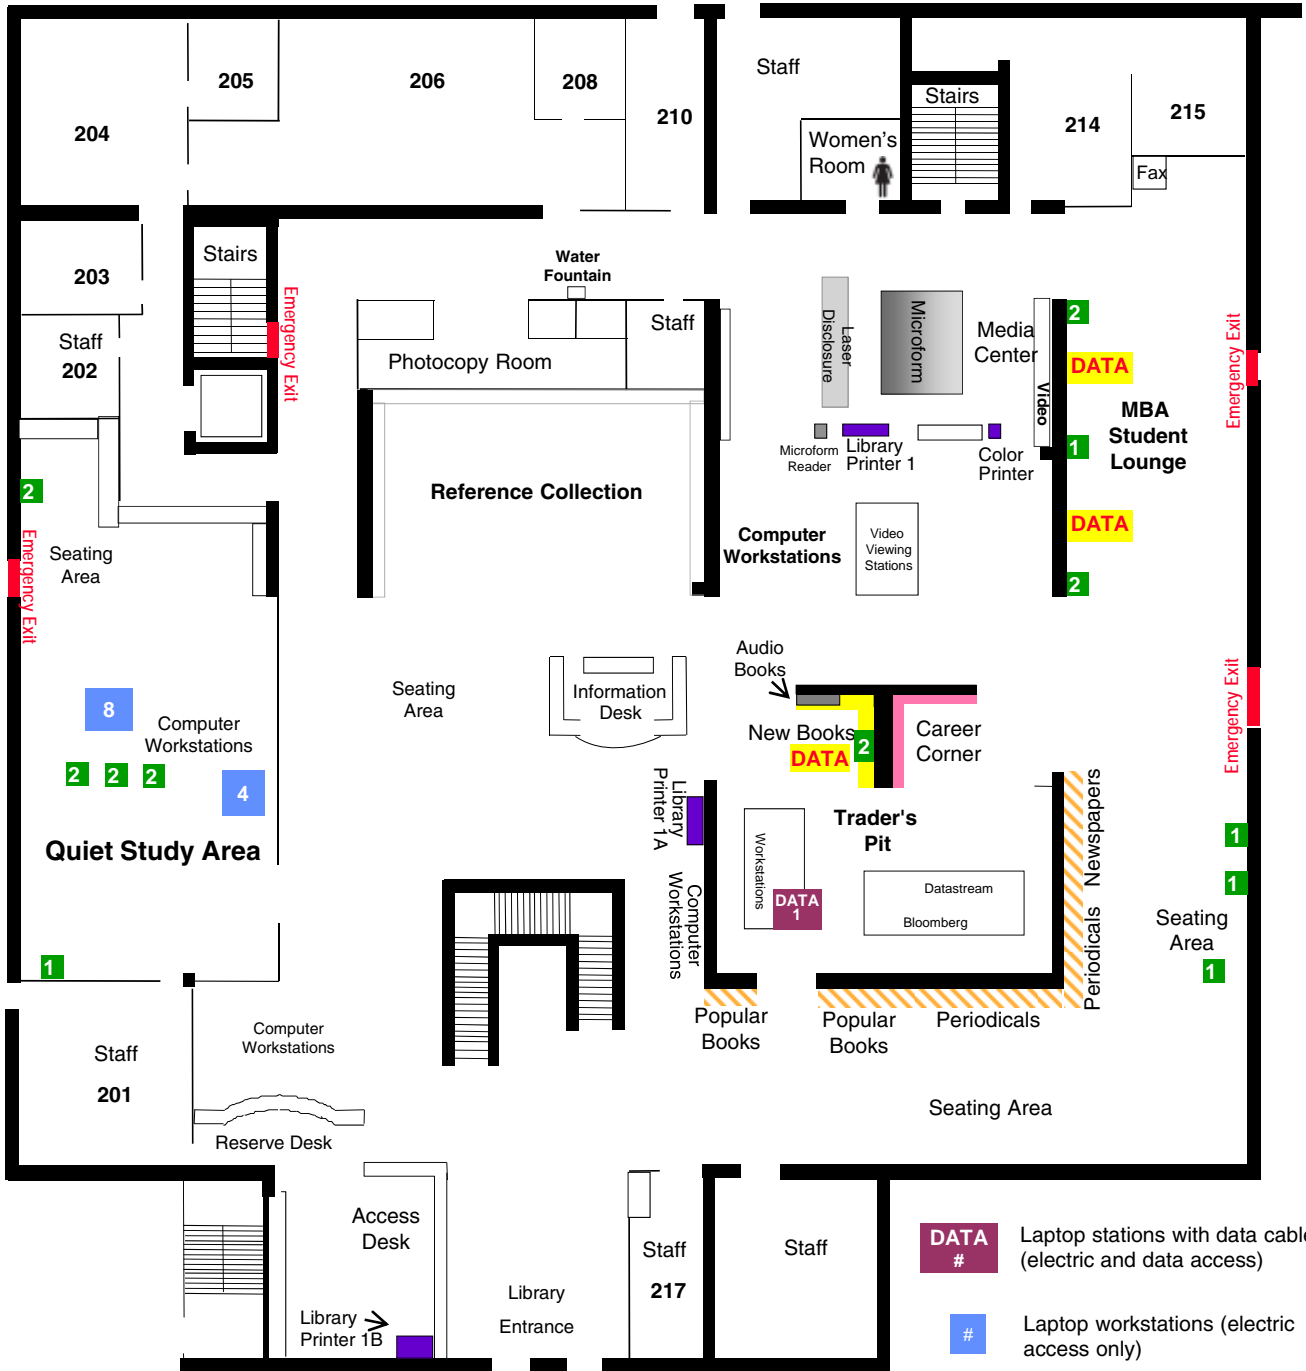 204
205
206
208
210
Staff
Women's
Room
Stairs
214
215
Fax
203
Stairs
Staff
202
Emergency Exit
Water
Fountain
Photocopy Room
Staff
Laser
Disclosure
Microform
Media
Center
Video
2
DATA
Emergency Exit
MBA
Student
Lounge
1
DATA
2
Microform
Reader
Library
Printer 1
Color
Printer
Reference Collection
Computer
Workstations
Video
Viewing
Stations
2
Emergency Exit
Seating
Area
8
Computer
Workstations
2
2
2
4
Quiet Study Area
1
Seating
Area
Information
Desk
Audio
Books
New Books
DATA
2
Career
Corner
Emergency Exit
Library
Printer 1A
Computer
Workstations
Workstations
DATA
1
Trader's
Pit
Datastream
Bloomberg
Newspapers
Periodicals
1
1
Seating
Area
1
Popular
Books
Popular
Books
Periodicals
Seating Area
Staff
201
Computer
Workstations
Reserve Desk
Access
Desk
Library
Printer 1B
Library
Entrance
Staff
217
Staff
DATA
#
Laptop stations with data cable
(electric and data access)
#
Laptop workstations (electric
access only)